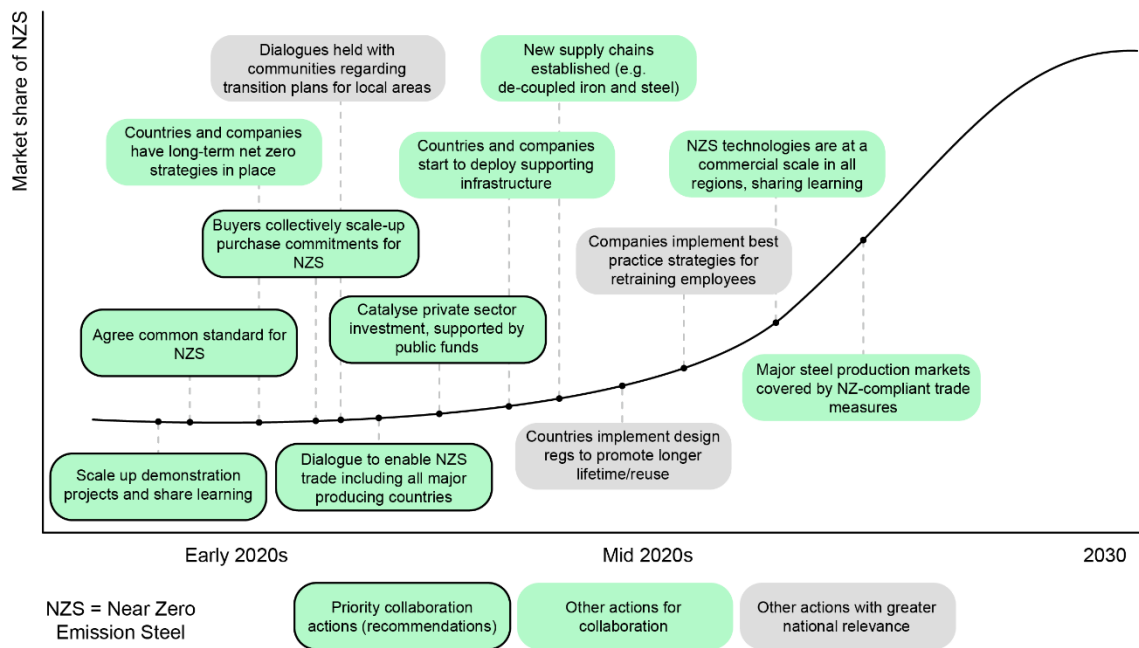 Market share of NZS
Dialogues held with
communities regarding
transition plans for local areas
New supply chains
established (e.g.
de-coupled iron and steel)
Countries and companies
have long-term net zero
strategies in place
Countries and companies
start to deploy supporting
infrastructure
NZS technologies are at a
commercial scale in all
regions, sharing learning
Buyers collectively scale-up
purchase commitments for
NZS
Companies implement best
practice strategies for
retraining employees
Agree common standard for
NZS
Catalyse private sector
investment, supported by
public funds
Major steel production markets
covered by NZ-compliant trade
measures
Scale up demonstration
projects and share learning
Dialogue to enable NZS
trade including all major
producing countries
Countries implement design
regs to promote longer
lifetime/reuse
Early 2020s
Mid 2020s
2030
NZS = Near Zero
Emission Steel
Priority collaboration
actions (recommendations)
Other actions for
collaboration
Other actions with greater
national relevance